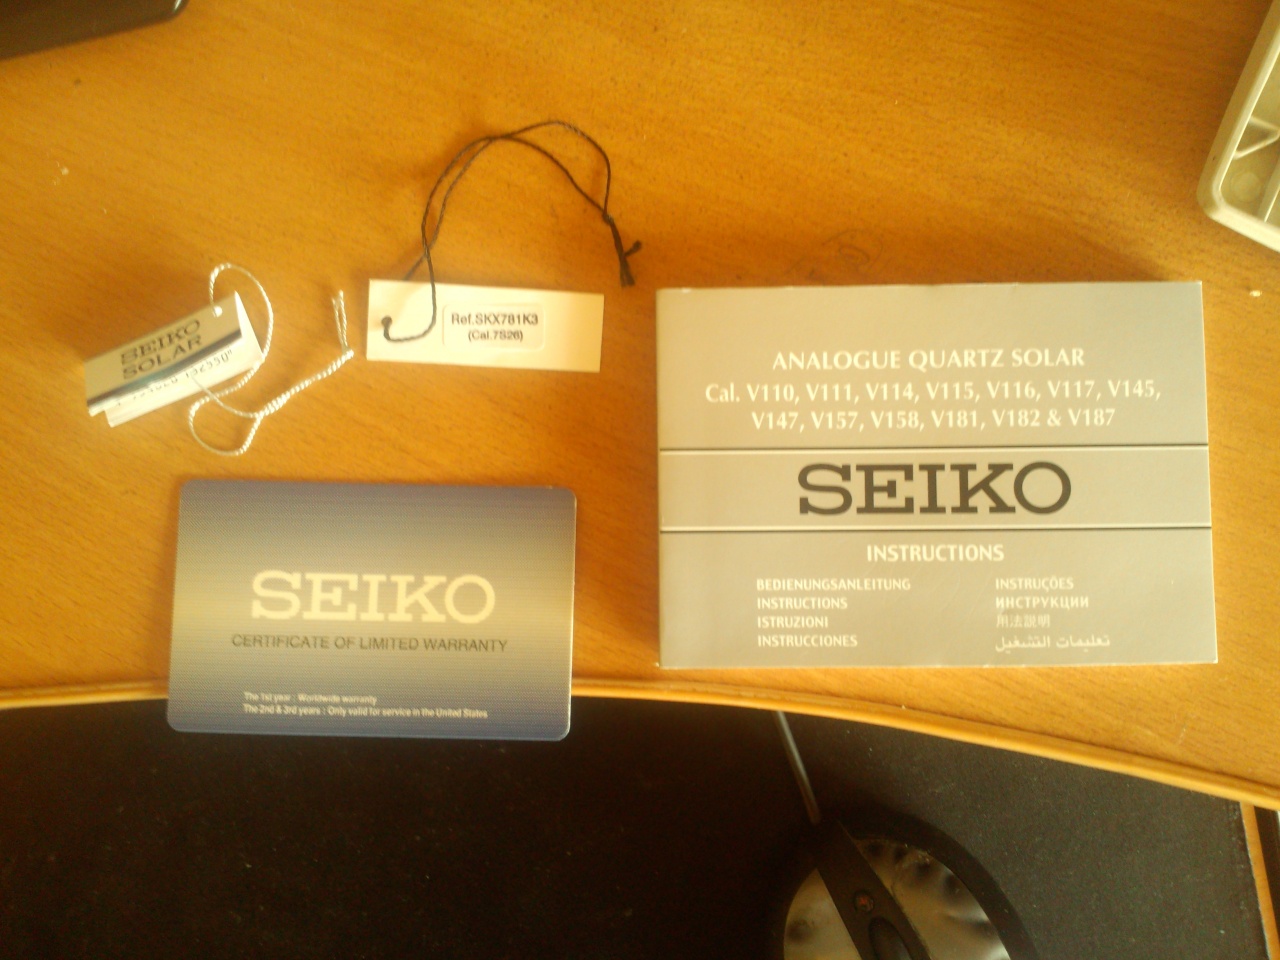 SEIKO
SOLAR
Ref.SKX781K3
(Cal.7S26)
ANALOGUE QUARTZ SOLAR
Cal. V110, V111, V114, V115, V116, V117, V145,
V147, V157, V158, V181, V182 & V187
SEIKO
INSTRUCTIONS
BEDIENUNGSANLEITUNG
INSTRUCTIONS
ISTRUZIONI
INSTRUCCIONES
INSTRUÇÕES
ИНСТРУКЦИИ
用法説明
تعليمات التشغيل
SEIKO
CERTIFICATE OF LIMITED WARRANTY
The 1st year : Worldwide warranty
The 2nd & 3rd years : Only valid for service in the United States